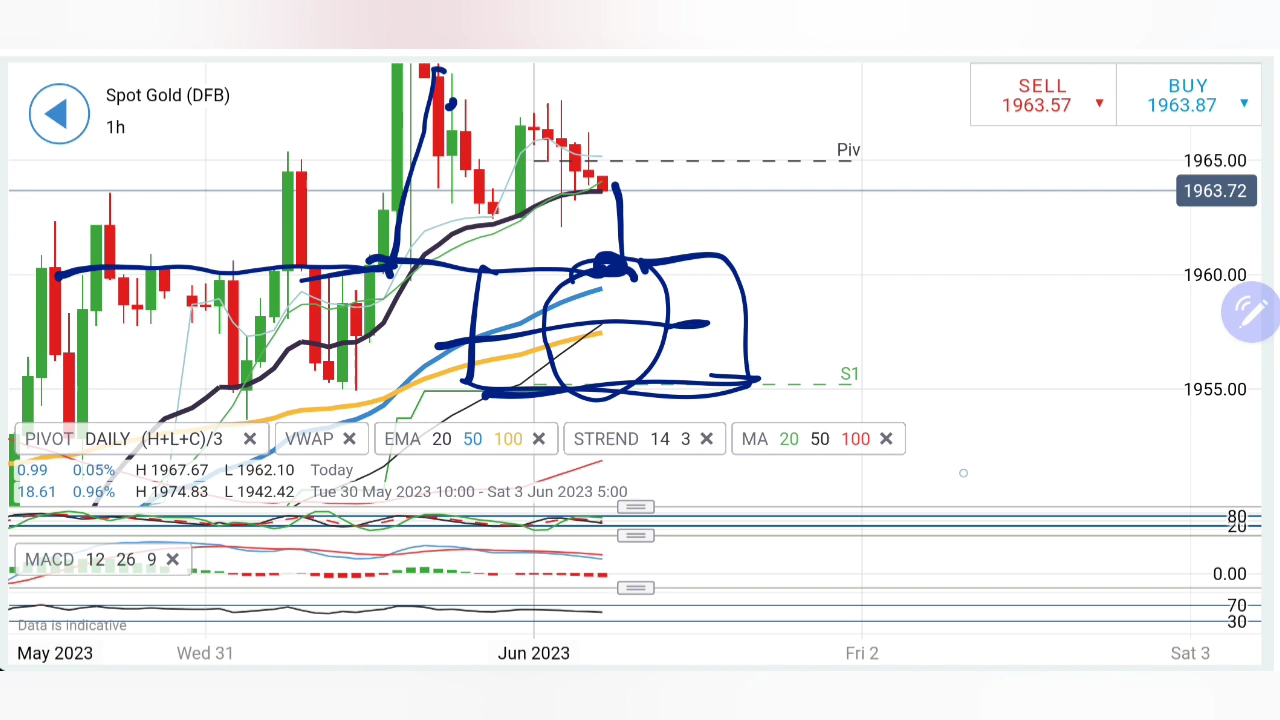 Spot Gold (DFB)
1h
SELL
1963.57
BUY
1963.87
Piv
1965.00
1963.72
1960.00
S1
1955.00
PIVOT DAILY (H+L+C)/3
VWAP
EMA 20 50 100
STREND 14 3
MA 20 50 100
0.99 0.05% H 1967.67 L 1962.10 Today
18.61 0.96% H 1974.83 L 1942.42 Tue 30 May 2023 10:00 - Sat 3 Jun 2023 5:00
80
20
MACD 12 26 9
0.00
70
30
Data is indicative
May 2023 Wed 31 Jun 2023 Fri 2 Sat 3